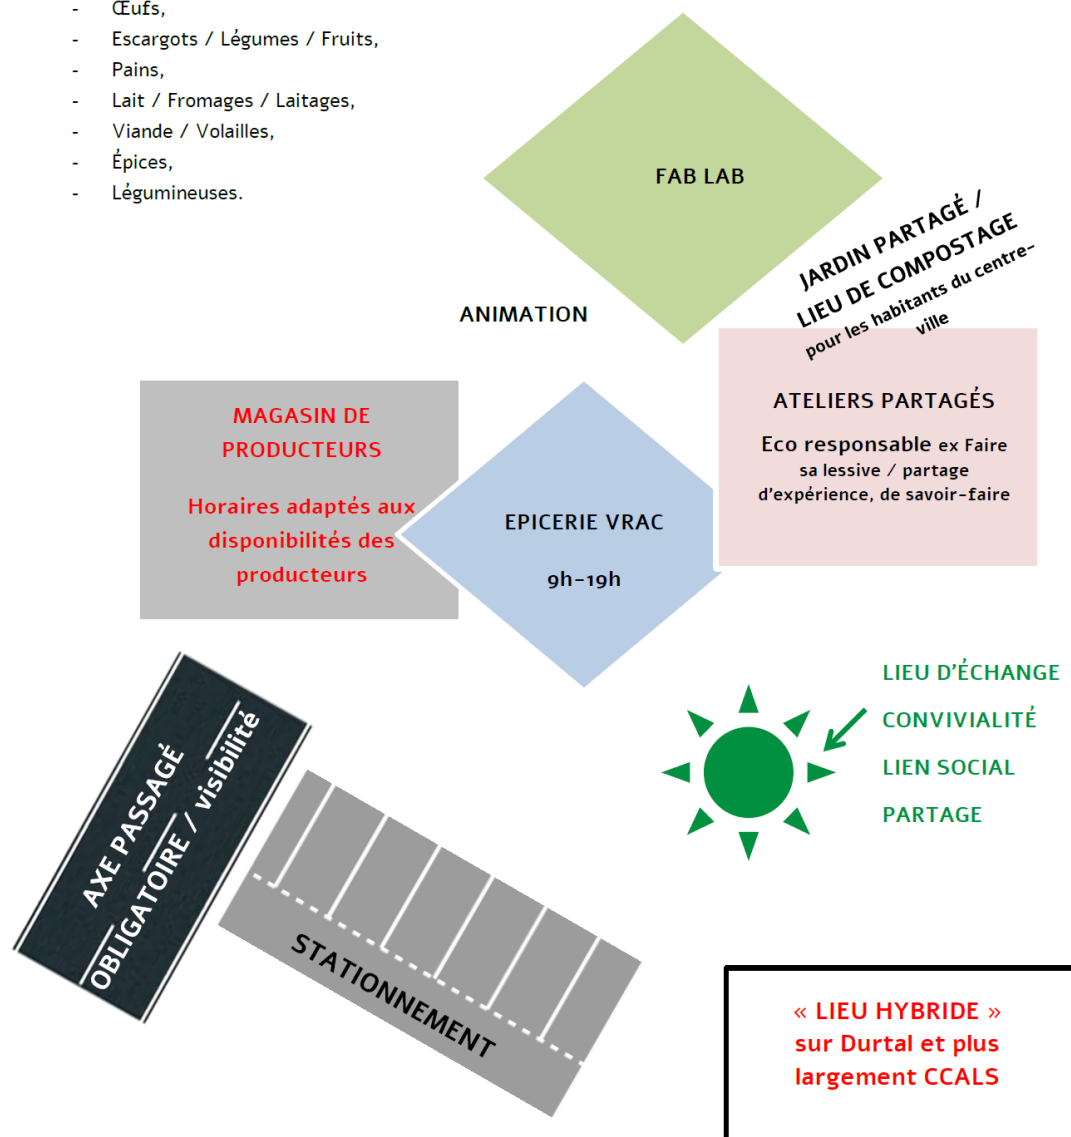 - Œufs,
- Escargots / Légumes / Fruits,
- Pains,
- Lait / Fromages / Laitages,
- Viande / Volailles,
- Épices,
- Légumineuses.
FAB LAB
JARDIN PARTAGÉ /
LIEU DE COMPOSTAGE
pour les habitants du centre-
ville
ANIMATION
MAGASIN DE
PRODUCTEURS
Horaires adaptés aux
disponibilités des
producteurs
EPICERIE VRAC
9h-19h
ATELIERS PARTAGÉS
Eco responsable ex Faire
sa lessive / partage
d'expérience, de savoir-faire
LIEU D'ÉCHANGE
CONVIVIALITÉ
LIEN SOCIAL
PARTAGE
AXE PASSAGÉ
OBLIGATOIRE / visibilité
STATIONNEMENT
« LIEU HYBRIDE »
sur Durtal et plus
largement CCALS